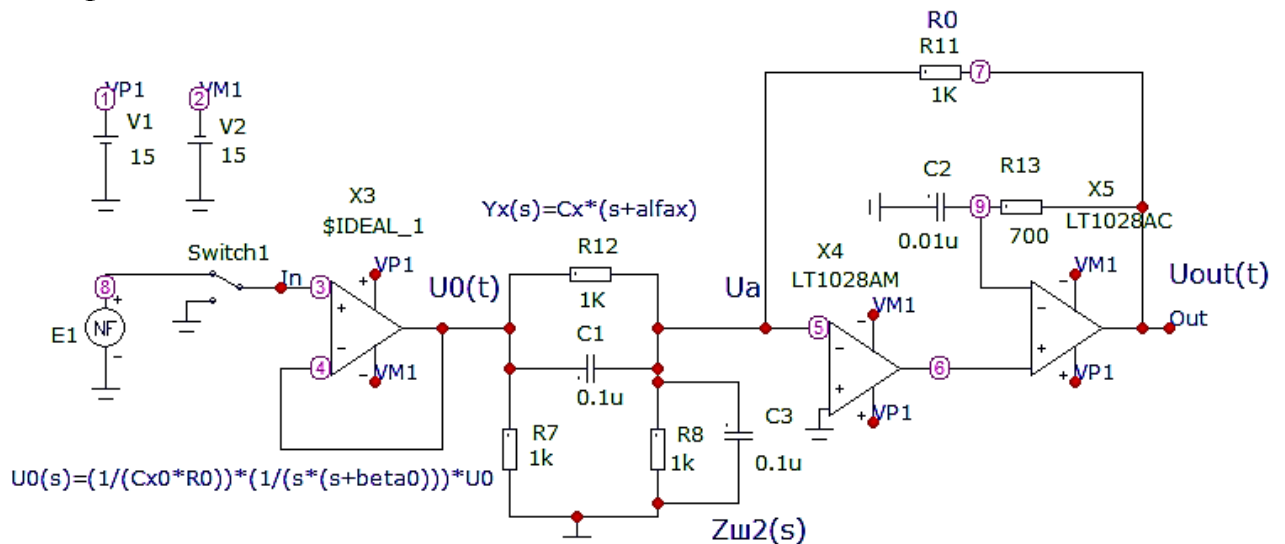 R0
R11
7
1K
1 VP1
V1
15
2 VM1
V2
15
C2
0.01u
9
R13
700
X5
LT1028AC
X3
$IDEAL_1
Yx(s)=Cx*(s+alfax)
Switch1
In
3
VP1
U0(t)
R12
1K
Ua
X4
LT1028AM
VM1
VM1
Uout(t)
Out
8
E1
NF
4
VM1
C1
0.1u
5
6
VP1
VP1
R7
1k
R8
1k
C3
0.1u
U0(s)=(1/(Cx0*R0))*(1/(s*(s+beta0)))*U0
Zш2(s)